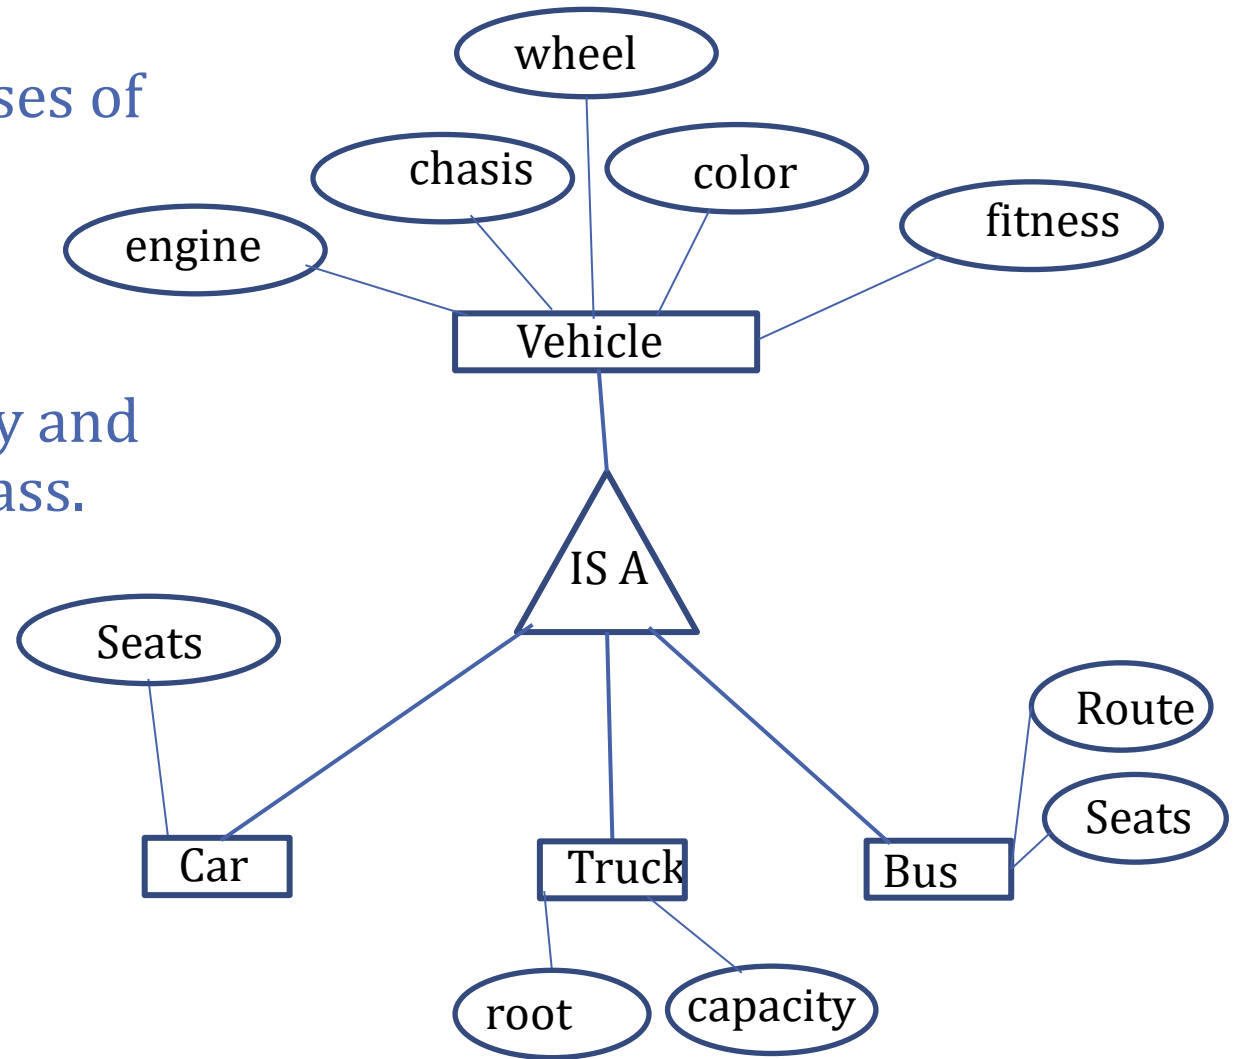 wheel
ses of
chasis
color
fitness
engine
Vehicle
y and
ass.
IS A
Seats
Route
Seats
Car
Truck
Bus
root
capacity